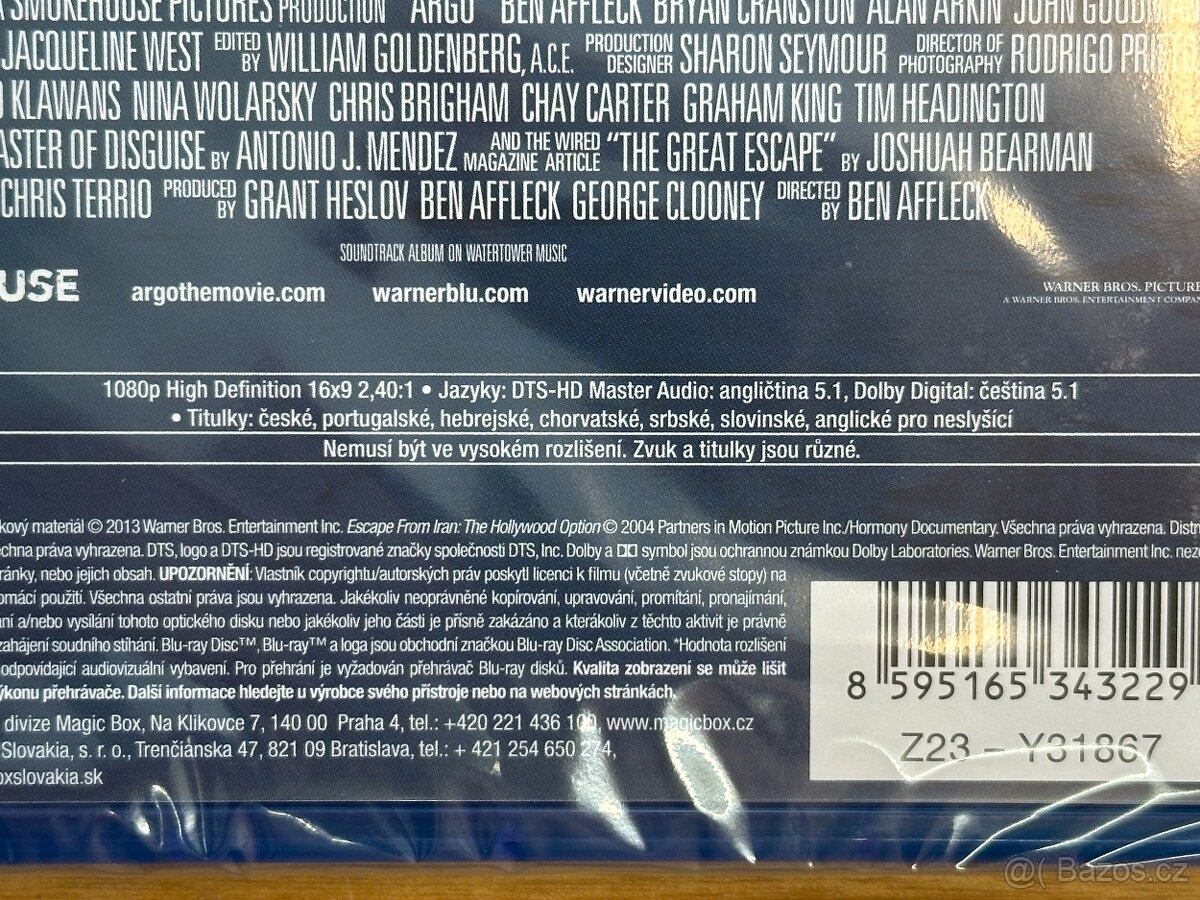 SMOKEHOUSE PICTURES PRODUCTION "ARGO" BEN AFFLECK BRYAN CRANSTON ALAN ARKIN JOHN GOODMA
JACQUELINE WEST EDITED BY WILLIAM GOLDENBERG, A.C.E. PRODUCTION DESIGNER SHARON SEYMOUR DIRECTOR OF PHOTOGRAPHY RODRIGO PRIETO
KLAWANS NINA WOLARSKY CHRIS BRIGHAM CHAY CARTER GRAHAM KING TIM HEADINGTON
ASTER OF DISGUISE BY ANTONIO J. MENDEZ AND THE WIRED MAGAZINE ARTICLE "THE GREAT ESCAPE" BY JOSHUAH BEARMAN
CHRIS TERRIO PRODUCED BY GRANT HESLOV BEN AFFLECK GEORGE CLOONEY DIRECTED BY BEN AFFLECK
SOUNDTRACK ALBUM ON WATERTOWER MUSIC
USE argothemovie.com warnerblu.com warnervideo.com
WARNER BROS. PICTURE
A WARNER BROS. ENTERTAINMENT COMPAN
1080p High Definition 16x9 2,40:1 • Jazyky: DTS-HD Master Audio: angličtina 5.1, Dolby Digital: čeština 5.1
• Titulky: české, portugalské, hebrejské, chorvatské, srbské, slovinské, anglické pro neslyšící
Nemusí být ve vysokém rozlišení. Zvuk a titulky jsou různé.
kový materiál © 2013 Warner Bros. Entertainment Inc. Escape From Iran: The Hollywood Option © 2004 Partners in Motion Picture Inc./Hormony Documentary. Všechna práva vyhrazena. Distri
chna práva vyhrazena. DTS, logo a DTS-HD jsou registrované značky společnosti DTS, Inc. Dolby a symbol jsou ochrannou známkou Dolby Laboratories. Warner Bros. Entertainment Inc. nez
ránky, nebo jejich obsah. UPOZORNĚNÍ: Vlastník copyrightu/autorských práv poskytl licenci k filmu (včetně zvukové stopy) na
omácí použití. Všechna ostatní práva jsou vyhrazena. Jakékoliv neoprávněné kopírování, upravování, promítání, pronajímání,
ání a/nebo vysílání tohoto optického disku nebo jakékoliv jeho části je přísně zakázáno a kterákoliv z těchto aktivit je právně
zahájení soudního stíhání. Blu-ray Disc™, Blu-ray™ a loga jsou obchodní značkou Blu-ray Disc Association. *Hodnota rozlišení
odpovídající audiovizuální vybavení. Pro přehrání je vyžadován přehrávač Blu-ray disků. Kvalita zobrazení se může lišit
ýkonu přehrávače. Další informace hledejte u výrobce svého přístroje nebo na webových stránkách.
divize Magic Box, Na Klikovce 7, 140 00 Praha 4, tel.: +420 221 436 100, www.magicbox.cz
Slovakia, s. r. o., Trenčiánska 47, 821 09 Bratislava, tel.: + 421 254 650 274,
oxslovakia.sk
8 595165 343229
Z23 – Y31867
@( Bazos.cz